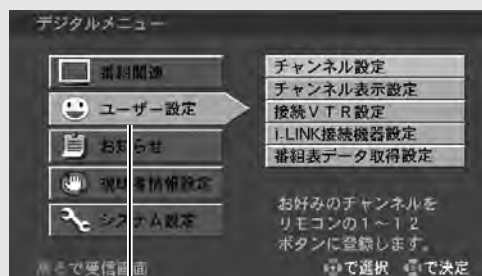 デジタルメニュー
番組関連
ユーザー設定
お知らせ
視聴者情報設定
システム設定
チャンネル設定
チャンネル表示設定
接続VTR設定
i.LINK接続機器設定
番組表データ取得設定
お好みのチャンネルを
リモコンの1～12
ボタンに登録します。
で受信画面
で選択 で決定